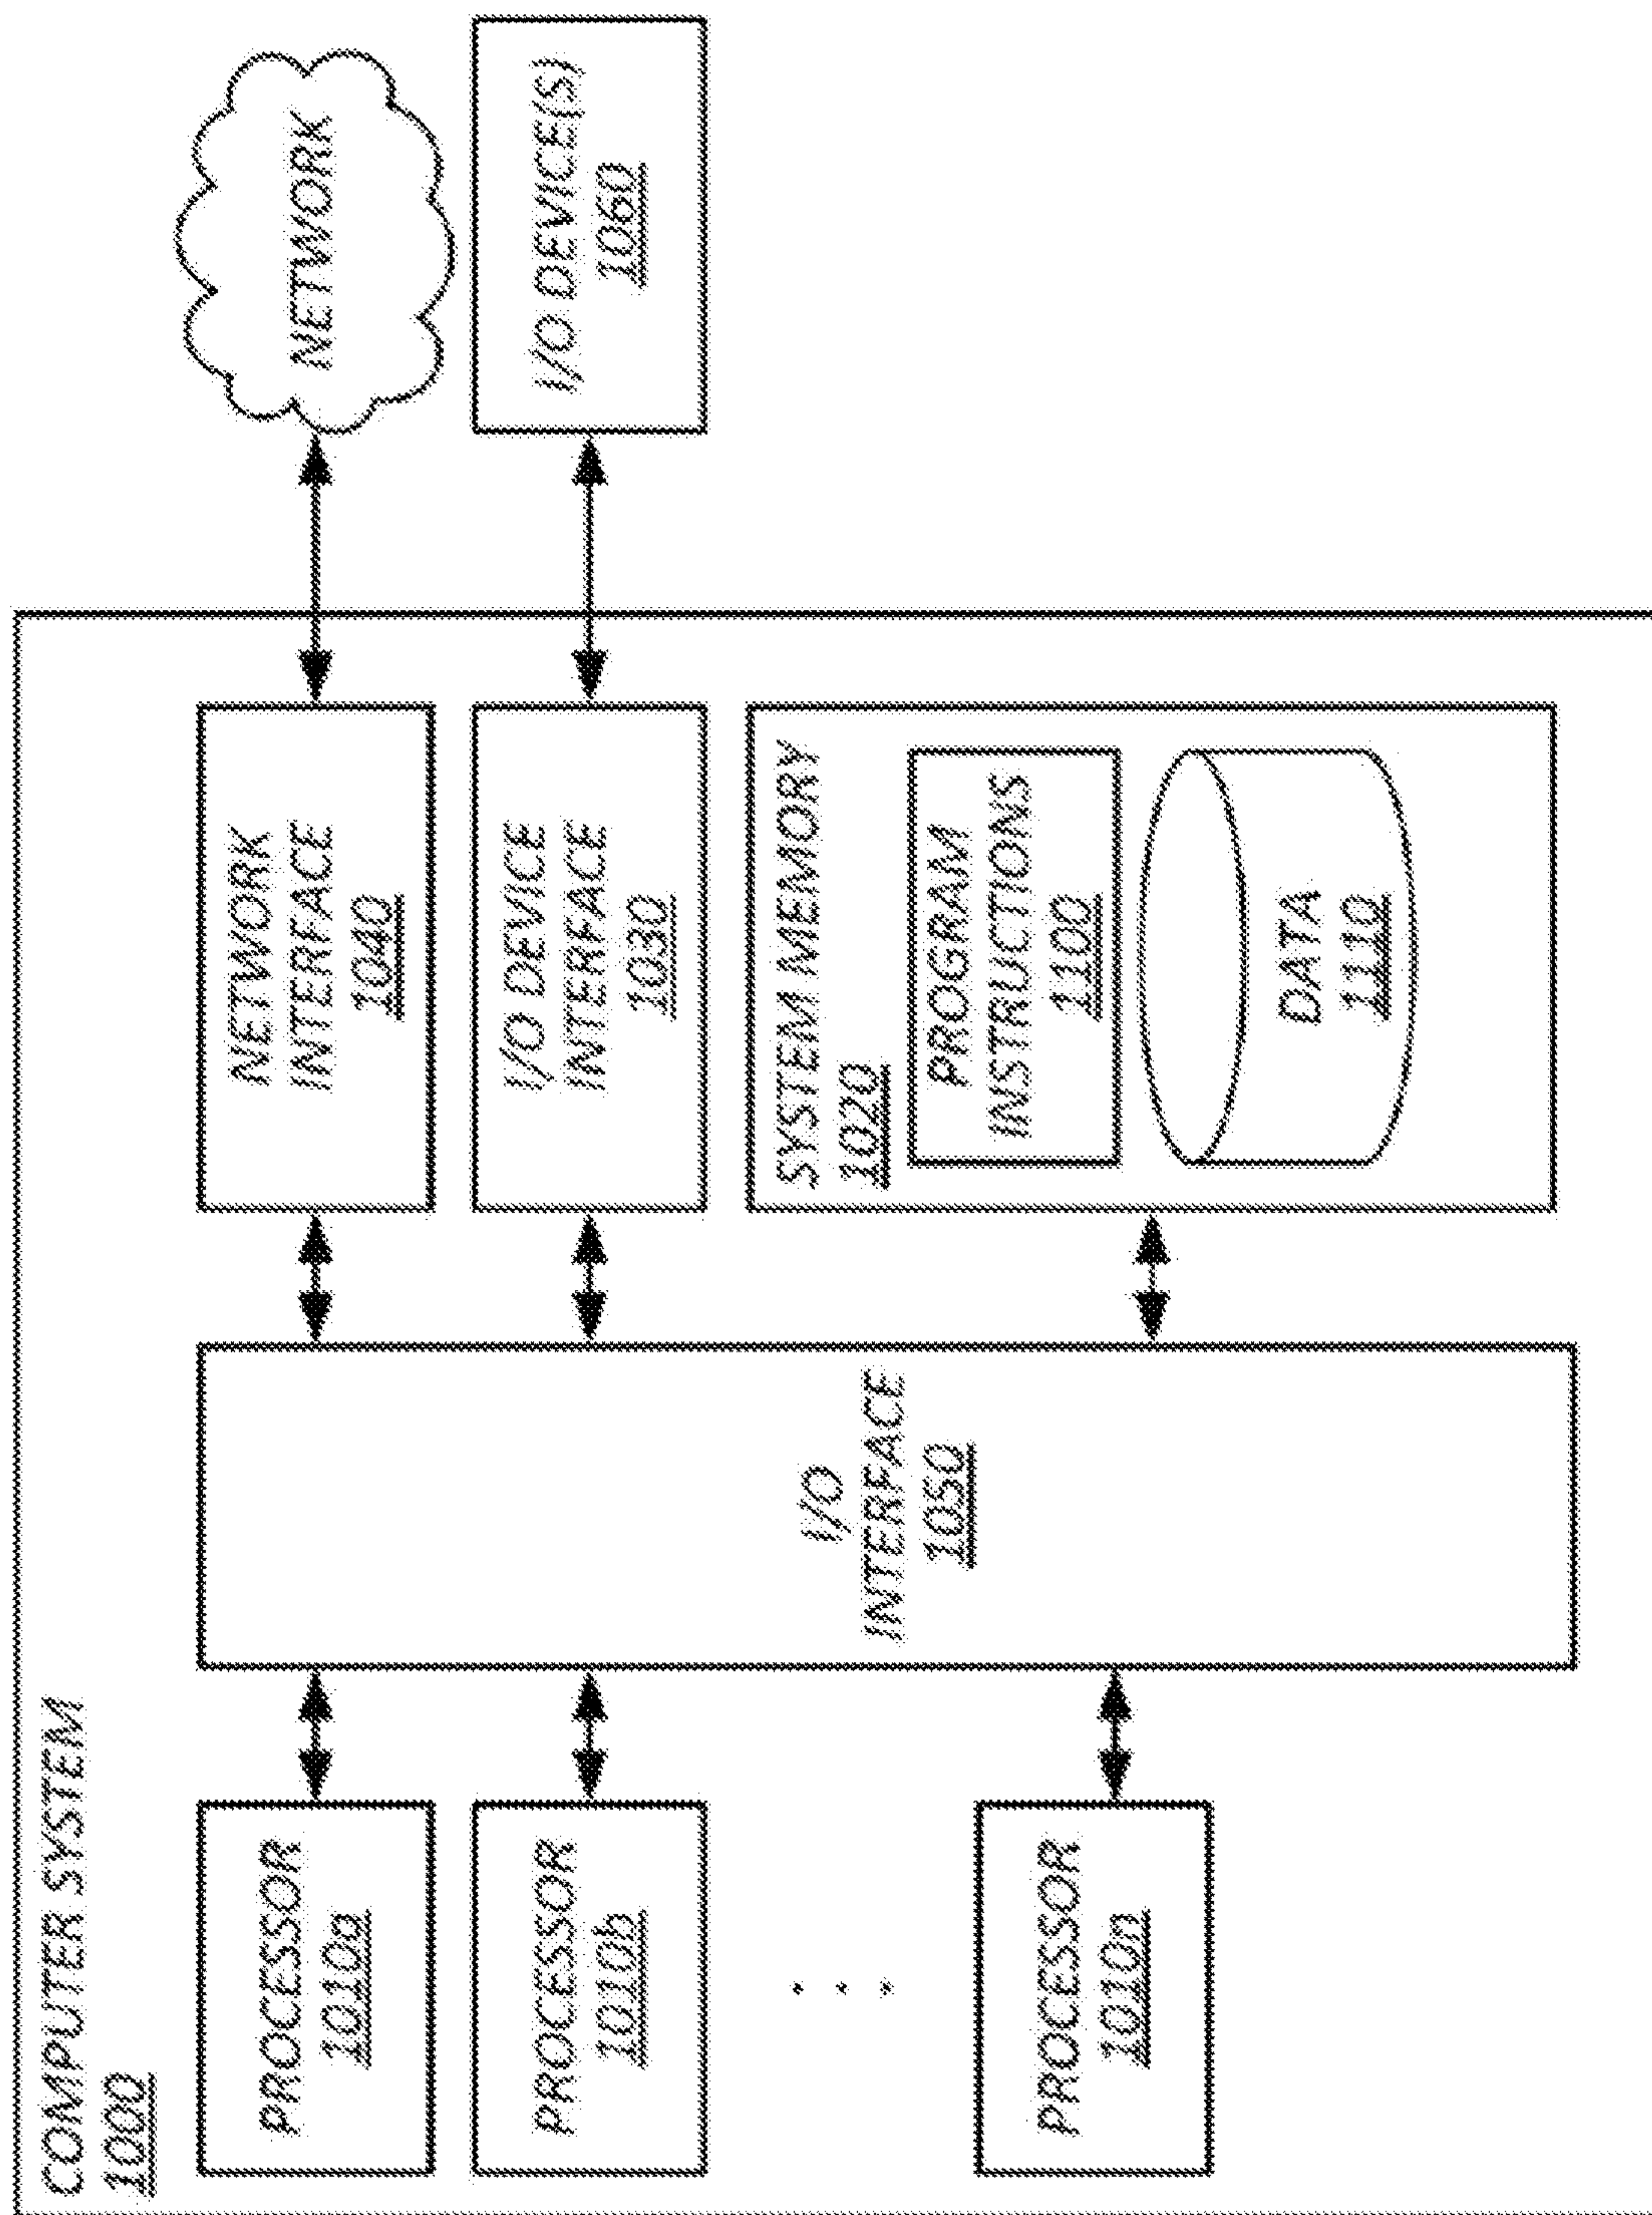 COMPUTER SYSTEM
1000
PROCESSOR
1010a
PROCESSOR
1010b
. . .
PROCESSOR
1010n
I/O
INTERFACE
1050
NETWORK
INTERFACE
1040
I/O DEVICE
INTERFACE
1030
SYSTEM MEMORY
1020
PROGRAM
INSTRUCTIONS
1100
DATA
1110
NETWORK
I/O DEVICE(S)
1060